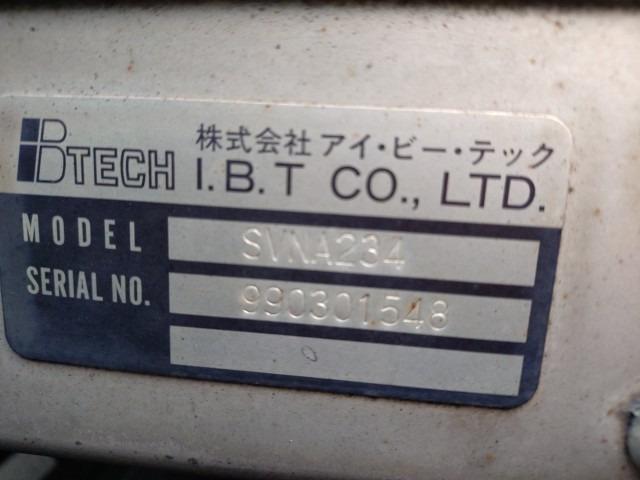 IBTECH 株式会社 アイ・ビー・テック
I.B.T CO., LTD.
MODEL SVNA234
SERIAL NO. 990301548
0